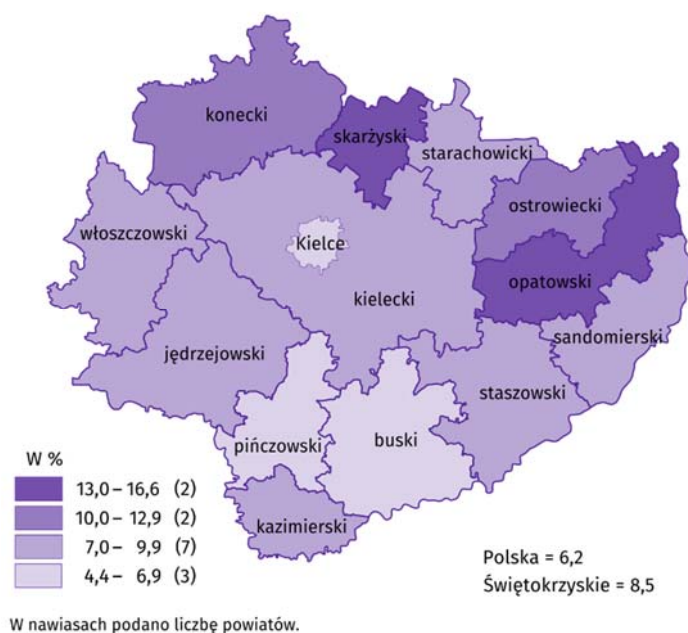 konecki
skarżyski
starachowicki
ostrowiecki
włoszczowski
Kielce
opatowski
kielecki
sandomierski
jędrzejowski
staszowski
pińczowski
buski
kazimierski
W %
13,0 – 16,6 (2)
10,0 – 12,9 (2)
7,0 – 9,9 (7)
4,4 – 6,9 (3)
Polska = 6,2
Świętokrzyskie = 8,5
W nawiasach podano liczbę powiatów.